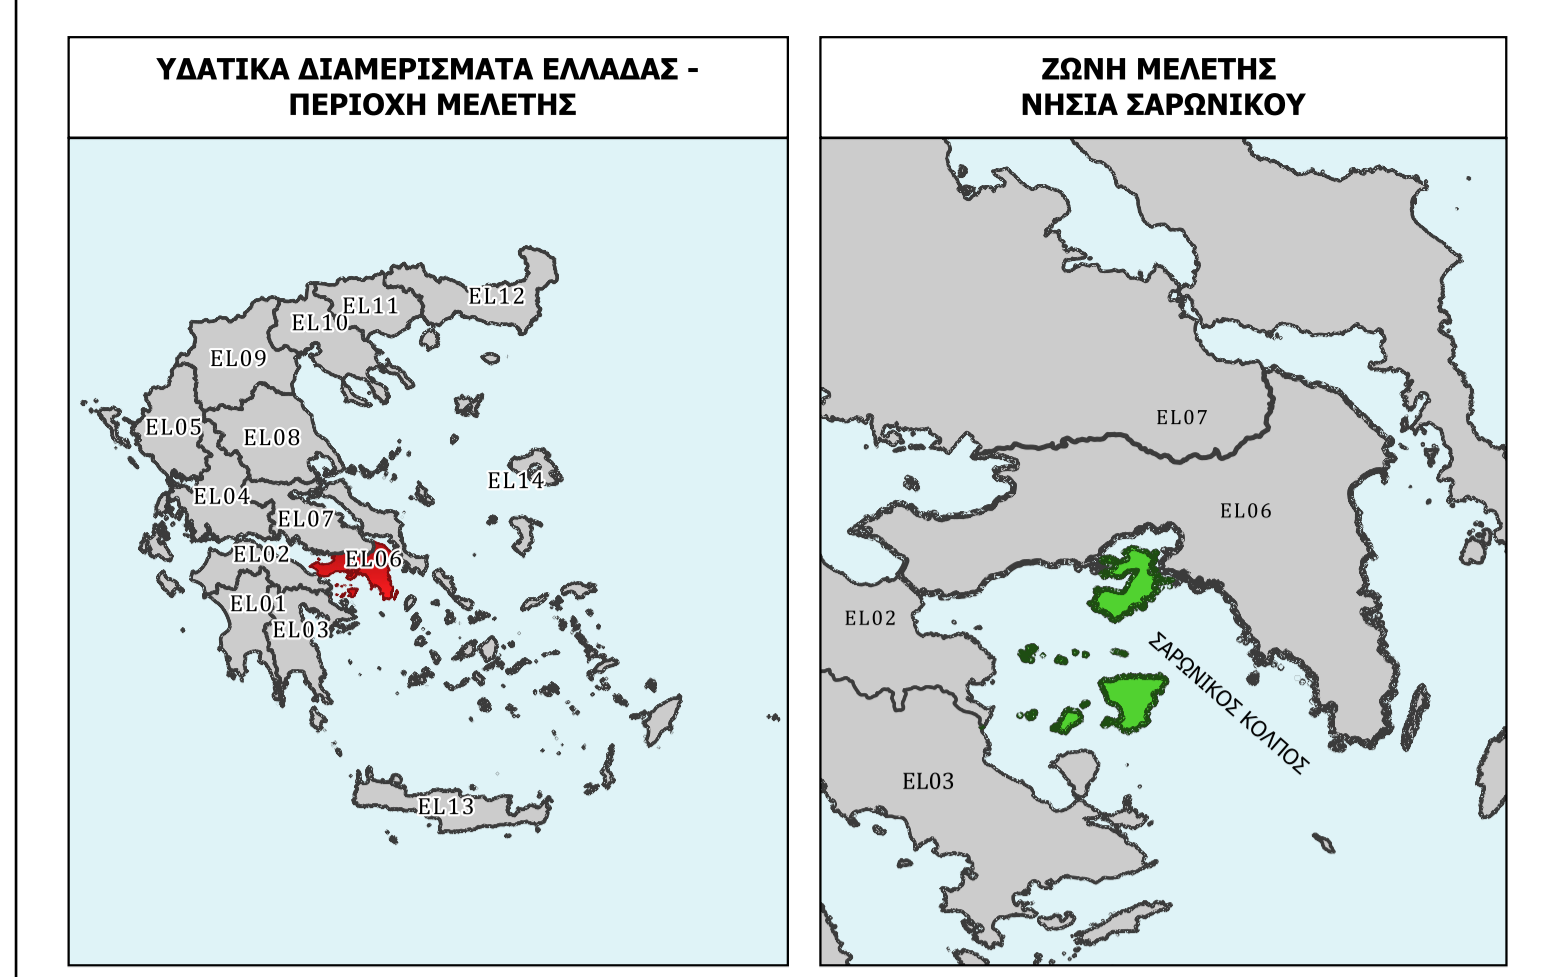 ΥΔΑΤΙΚΑ ΔΙΑΜΕΡΙΣΜΑΤΑ ΕΛΛΑΔΑΣ -
ΠΕΡΙΟΧΗ ΜΕΛΕΤΗΣ
EL12
EL11
EL10
EL09
EL05
EL08
EL14
EL04
EL07
EL02
EL06
EL01
EL03
EL13
ΖΩΝΗ ΜΕΛΕΤΗΣ
ΝΗΣΙΑ ΣΑΡΩΝΙΚΟΥ
EL07
EL06
EL02
ΣΑΡΩΝΙΚΟΣ ΚΟΛΠΟΣ
EL03